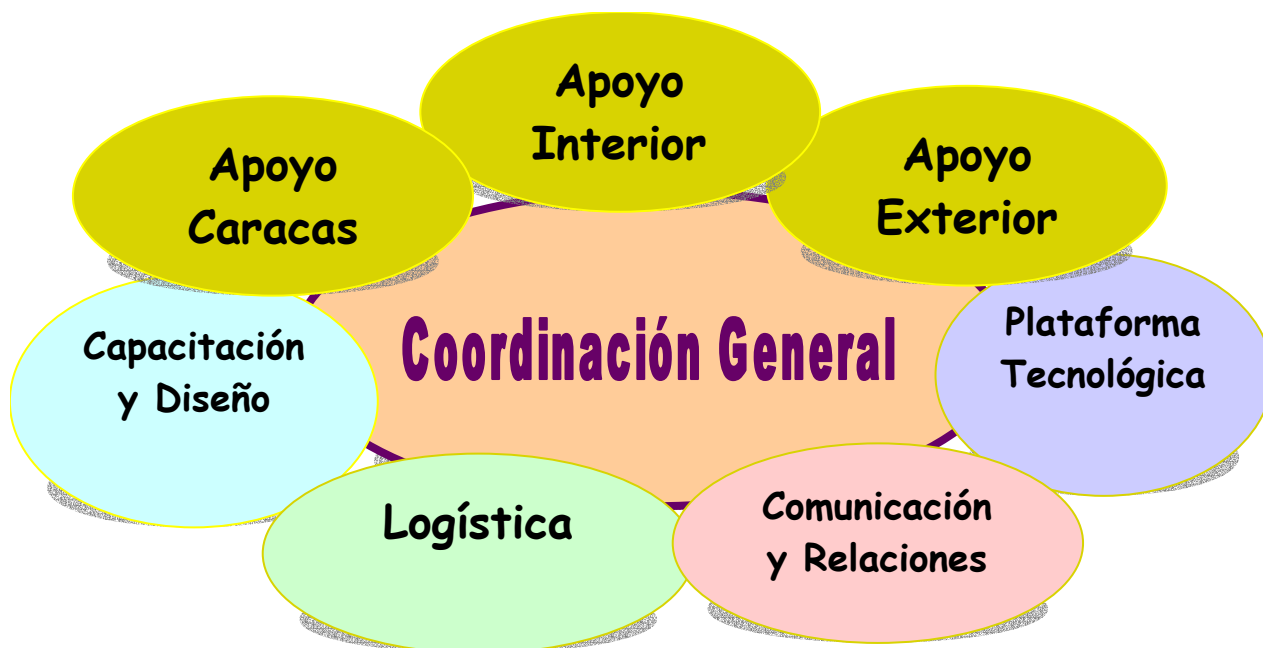 Apoyo
Interior
Apoyo
Caracas
Apoyo
Exterior
Capacitación
y Diseño
Coordinación General
Plataforma
Tecnológica
Logística
Comunicación
y Relaciones